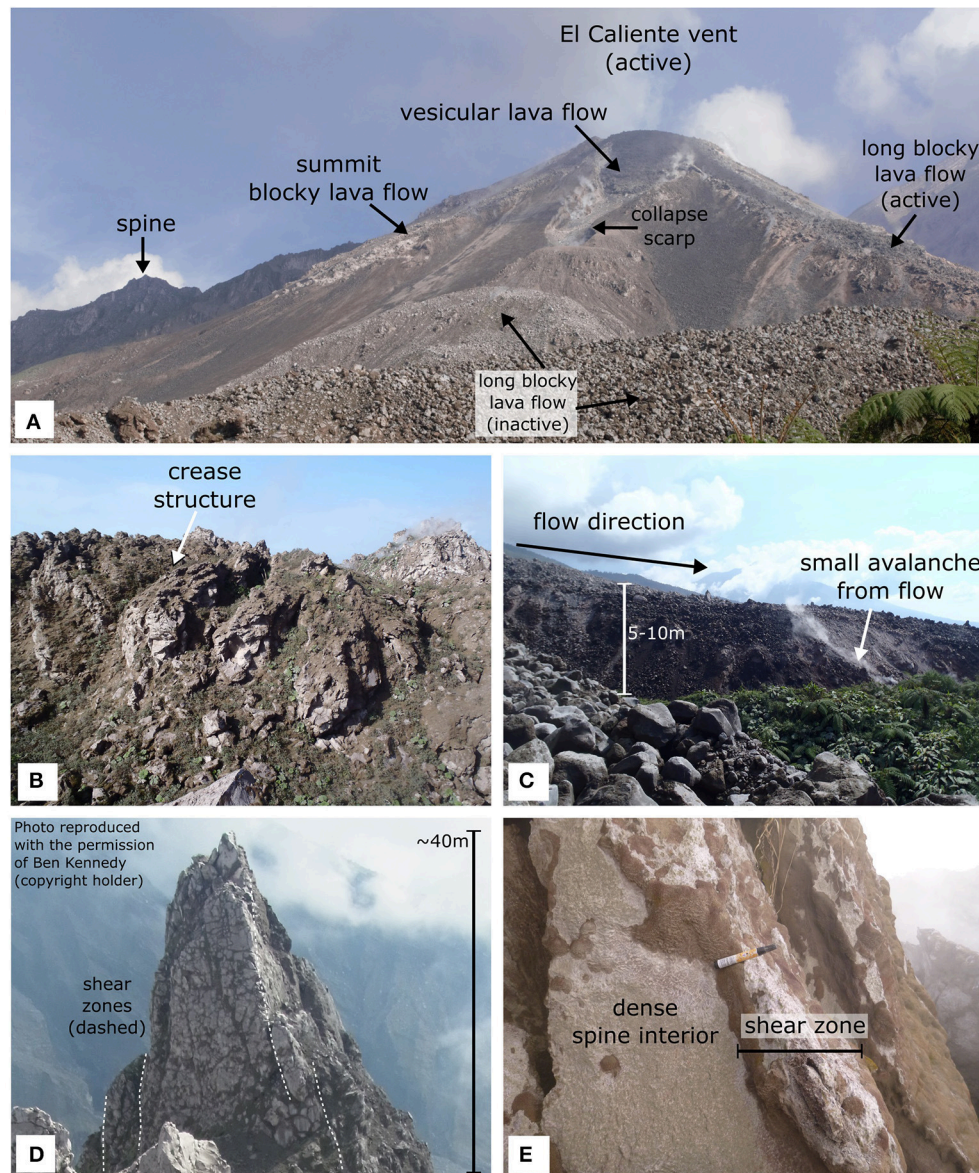 El Caliente vent
(active)
vesicular lava flow
long blocky
lava flow
(active)
summit
blocky lava flow
collapse
scarp
spine
long blocky
lava flow
(inactive)
A
crease
structure
B
flow direction
small avalanche
from flow
5-10m
C
Photo reproduced
with the permission
of Ben Kennedy
(copyright holder)
~40m
shear
zones
(dashed)
D
dense
spine interior
shear zone
E